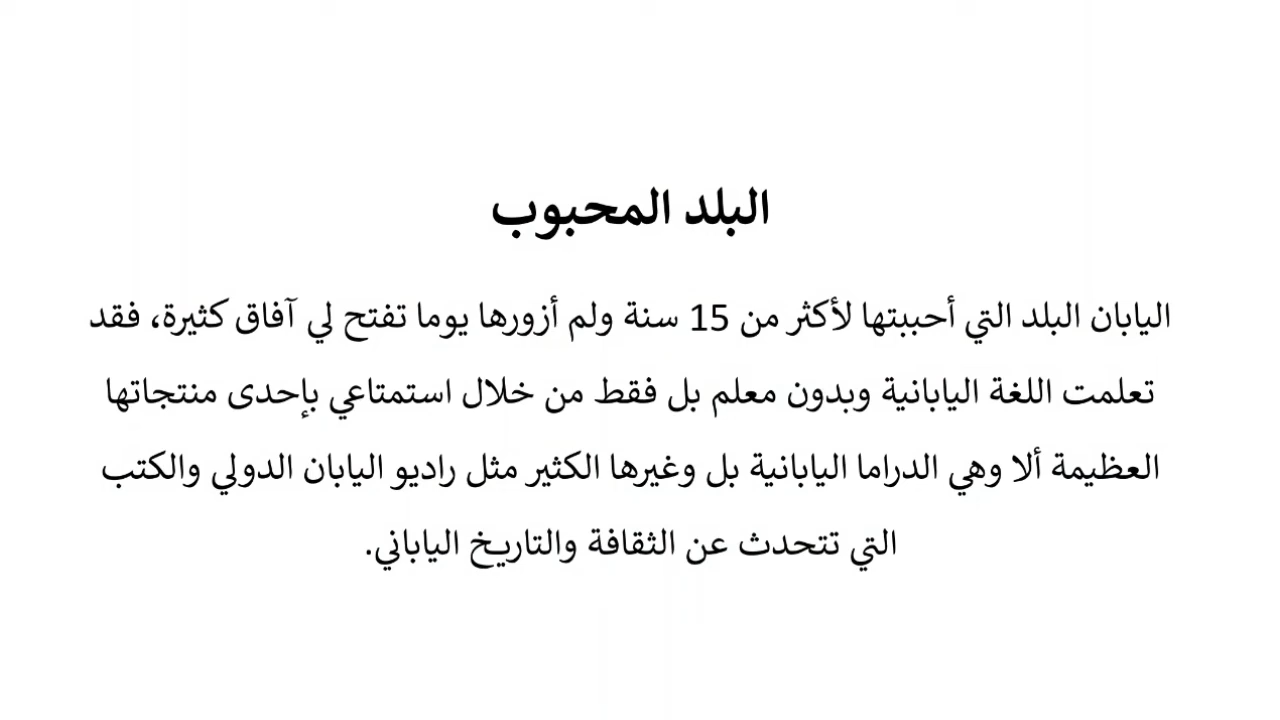 البلد المحبوب
اليابان البلد التي أحببتها لأكثر من 15 سنة ولم أزورها يوما تفتح لي آفاق كثيرة، فقد
تعلمت اللغة اليابانية وبدون معلم بل فقط من خلال استمتاعي بإحدى منتجاتها
العظيمة ألا وهي الدراما اليابانية بل وغيرها الكثير مثل راديو اليابان الدولي والكتب
التي تتحدث عن الثقافة والتاريخ الياباني.